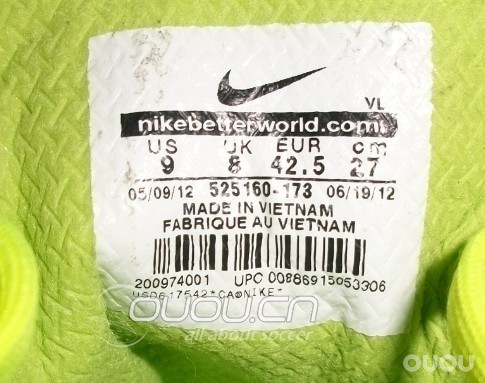 VL
nikebetterworld.com
US UK EUR cm
9 8 42.5 27
05/09/12 525160-173 06/19/12
MADE IN VIETNAM
FABRIQUE AU VIETNAM
200974001 UPC 00886915053306
OUOU.CN
all about soccer
OUOU